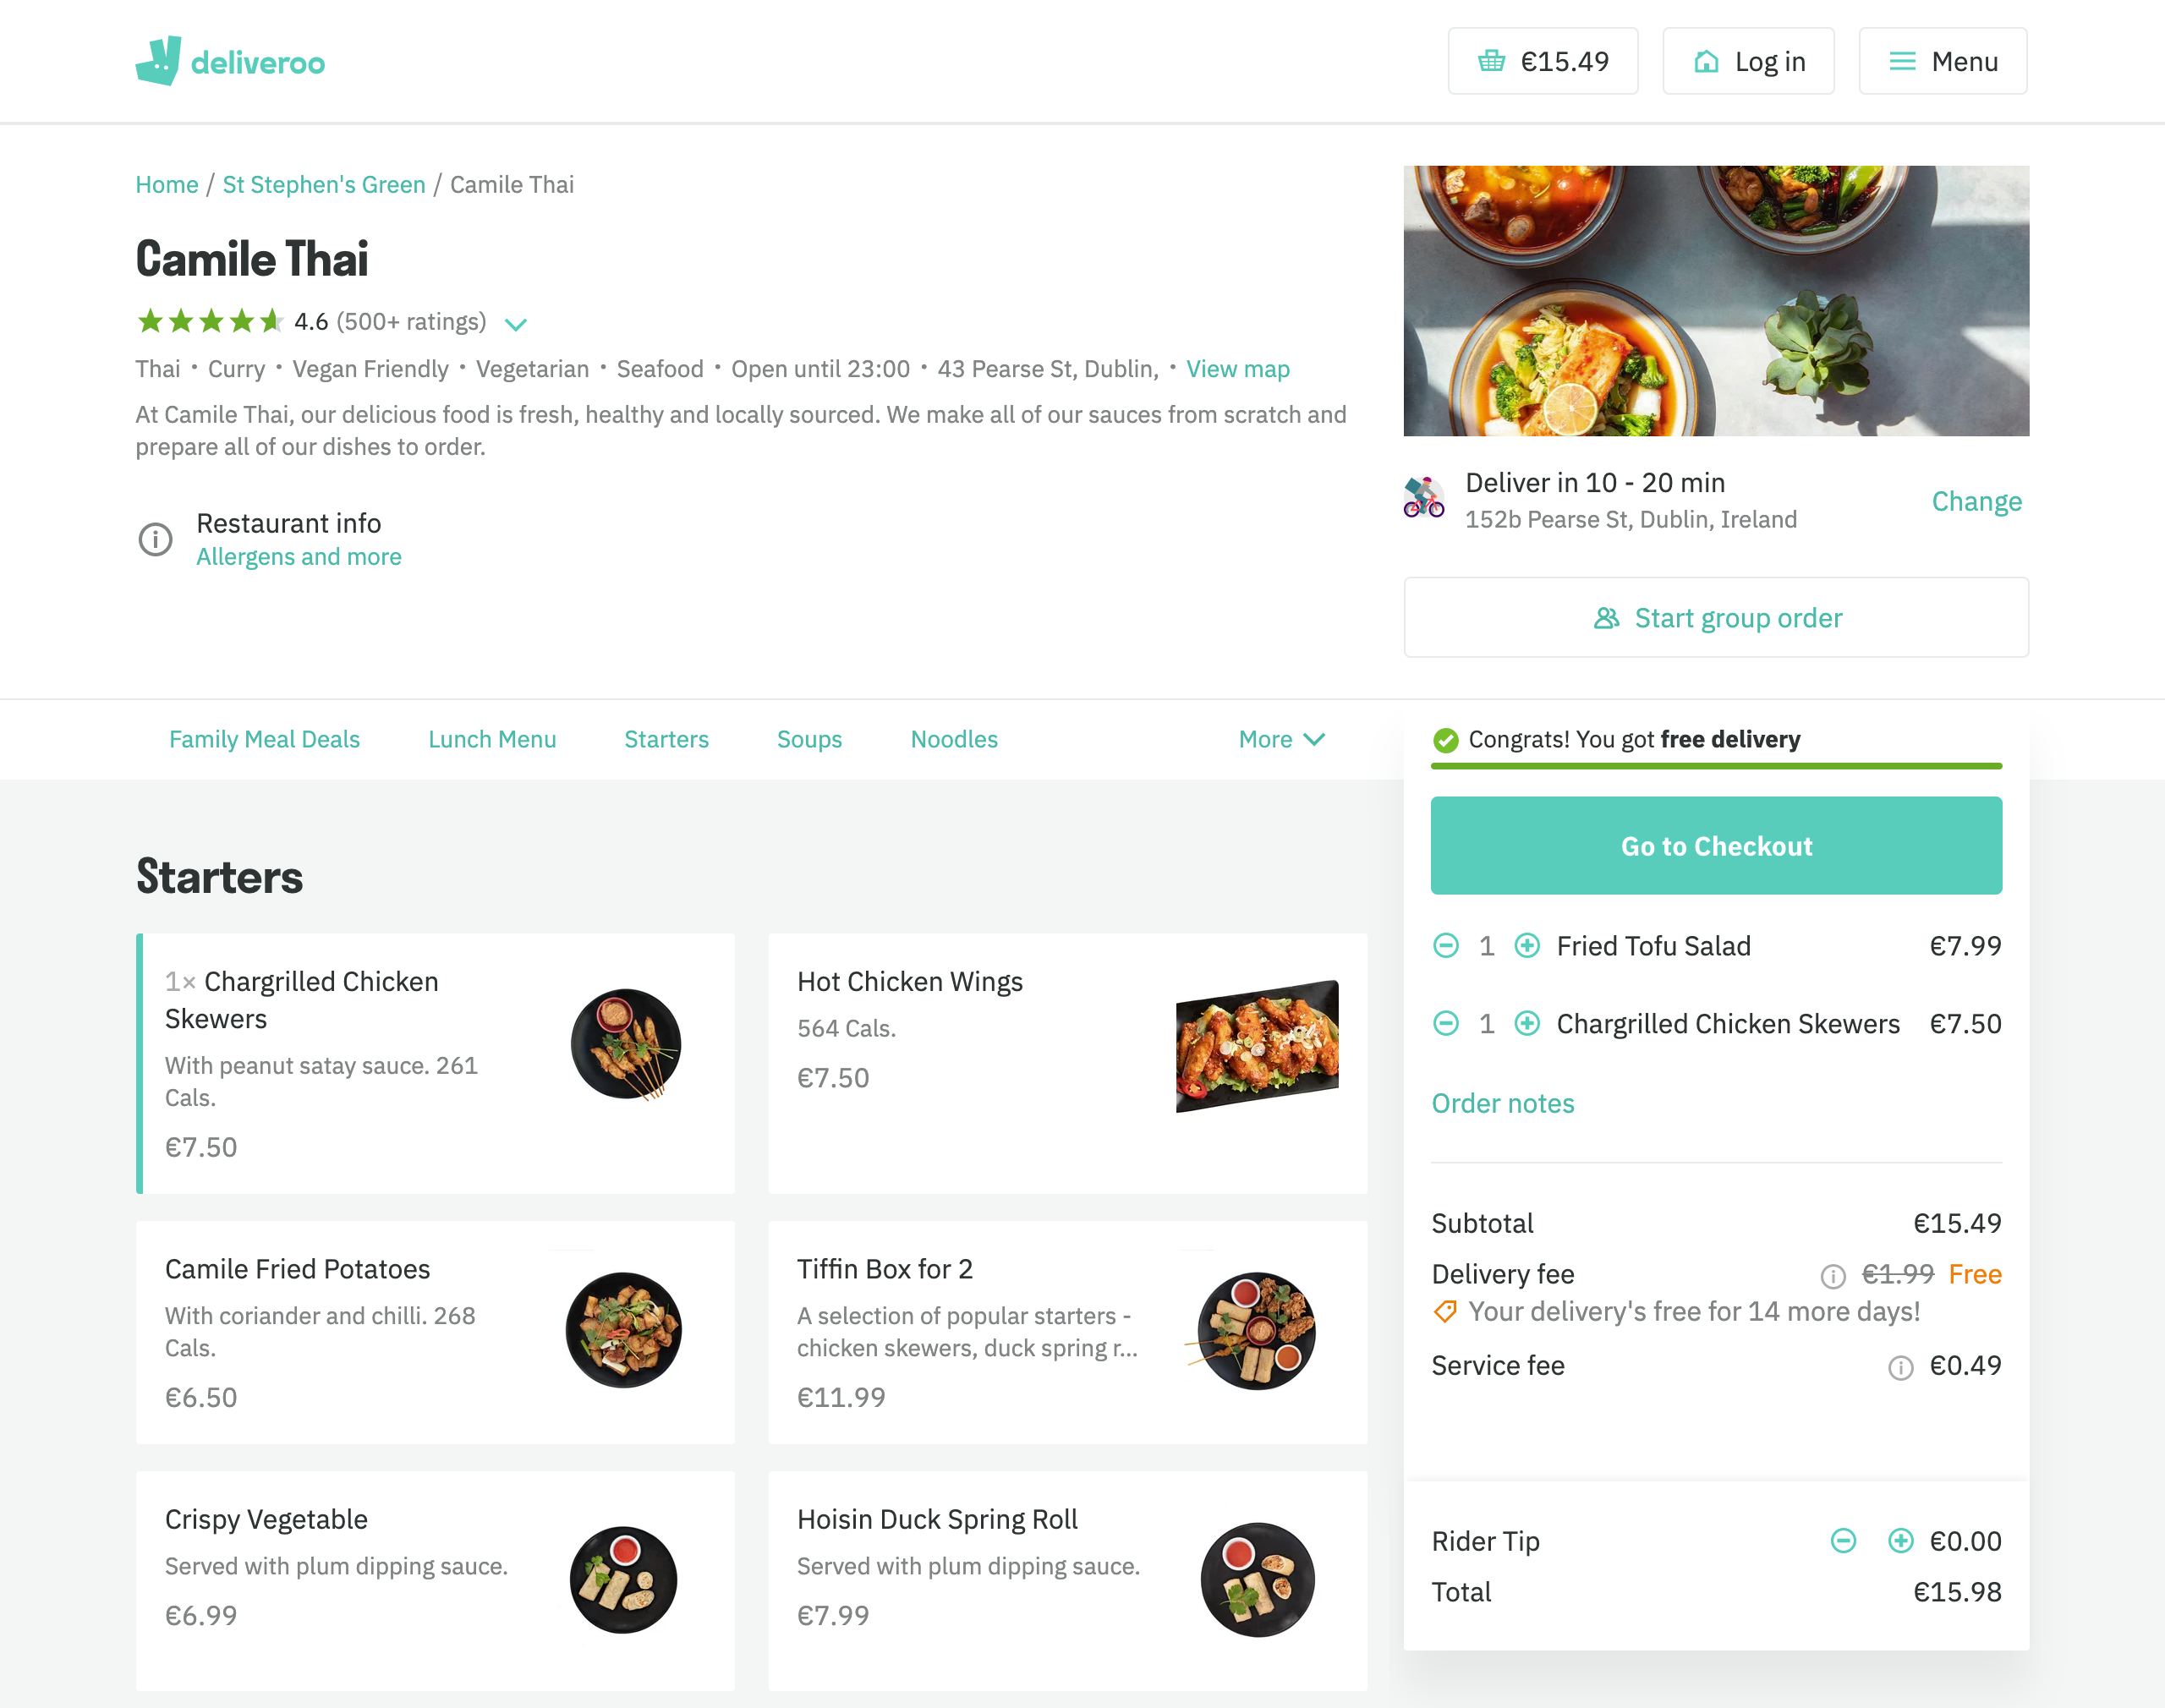 deliveroo
€15.49
Log in
Menu
Home / St Stephen's Green / Camile Thai
Camile Thai
4.6 (500+ ratings)
Thai • Curry • Vegan Friendly • Vegetarian • Seafood • Open until 23:00 • 43 Pearse St, Dublin, • View map
At Camile Thai, our delicious food is fresh, healthy and locally sourced. We make all of our sauces from scratch and
prepare all of our dishes to order.
Restaurant info
Allergens and more
Deliver in 10 - 20 min
152b Pearse St, Dublin, Ireland
Change
Start group order
Family Meal Deals
Lunch Menu
Starters
Soups
Noodles
More
Starters
1× Chargrilled Chicken
Skewers
With peanut satay sauce. 261
Cals.
€7.50
Hot Chicken Wings
564 Cals.
€7.50
Camile Fried Potatoes
With coriander and chilli. 268
Cals.
€6.50
Tiffin Box for 2
A selection of popular starters -
chicken skewers, duck spring r...
€11.99
Crispy Vegetable
Served with plum dipping sauce.
€6.99
Hoisin Duck Spring Roll
Served with plum dipping sauce.
€7.99
Congrats! You got free delivery
Go to Checkout
1 Fried Tofu Salad €7.99
1 Chargrilled Chicken Skewers €7.50
Order notes
Subtotal €15.49
Delivery fee €1.99 Free
Your delivery's free for 14 more days!
Service fee €0.49
Rider Tip €0.00
Total €15.98